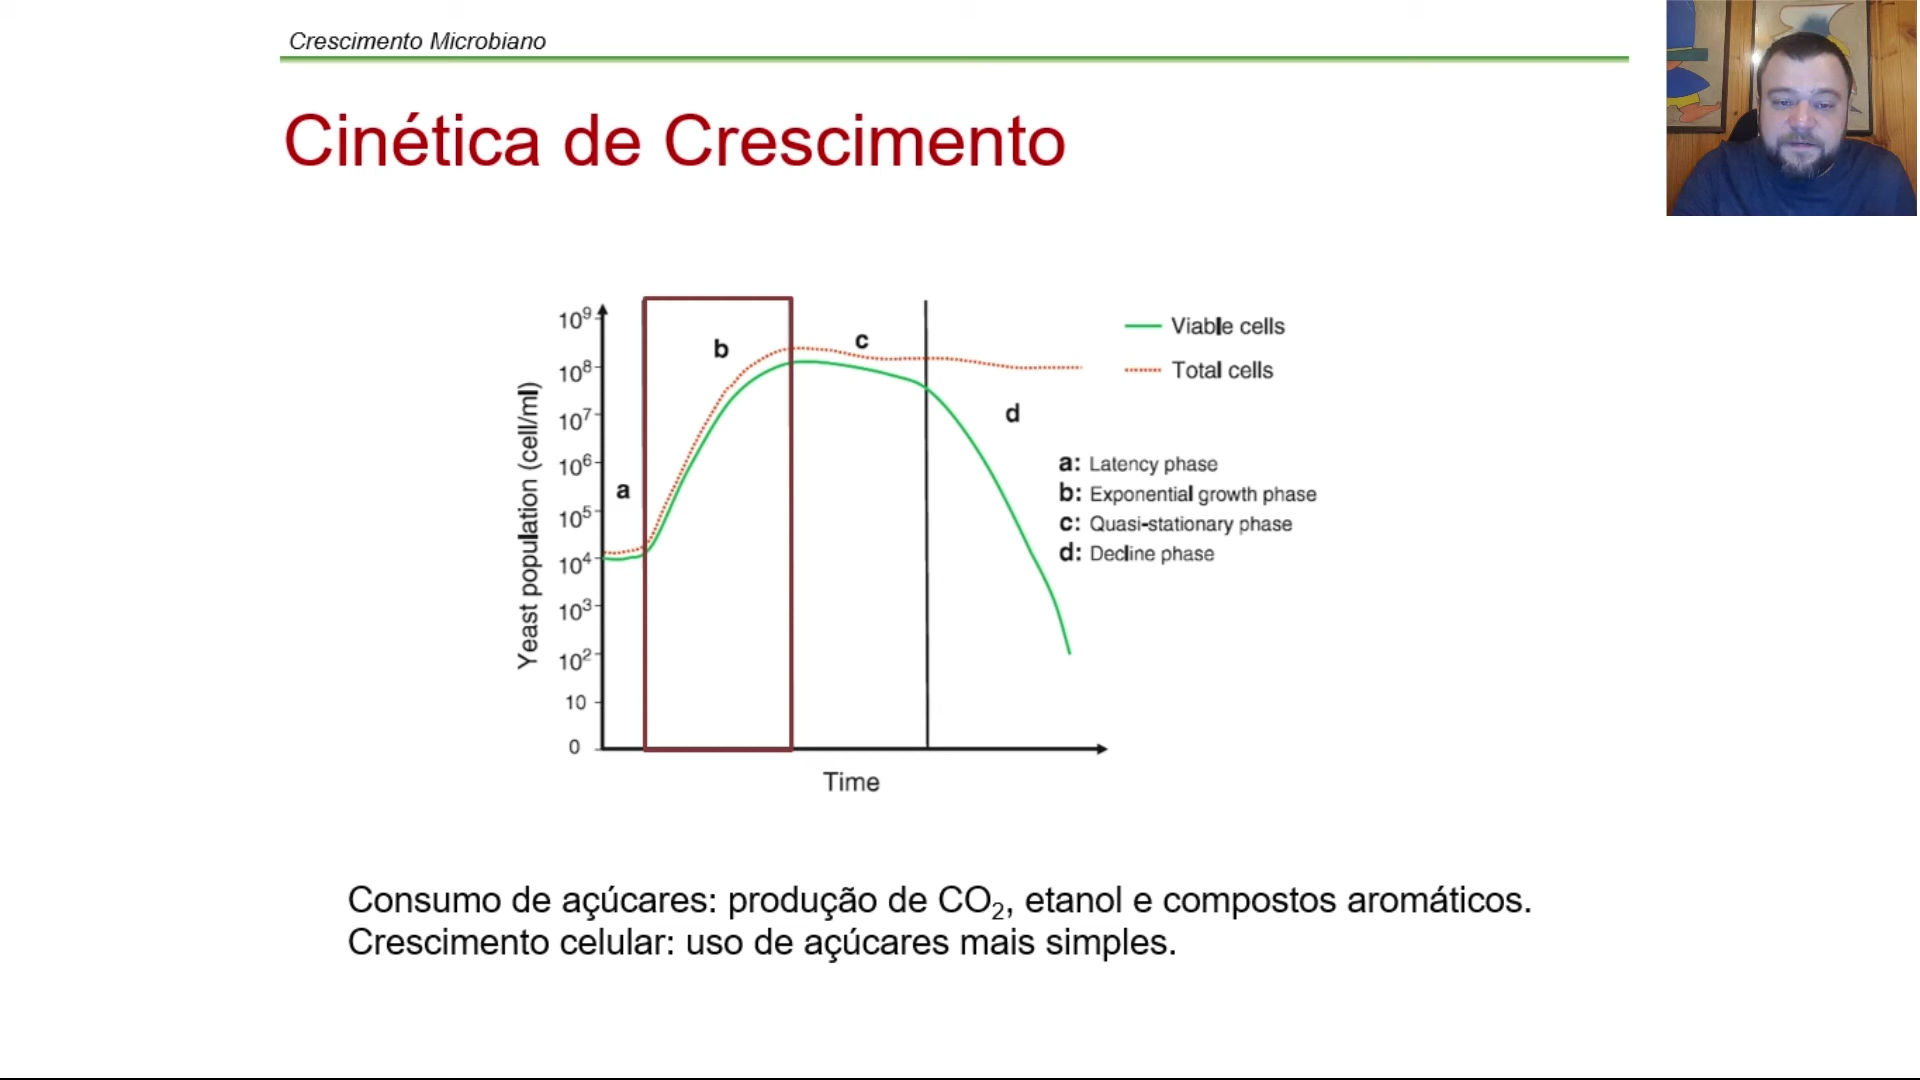 Crescimento Microbiano
Cinética de Crescimento
Yeast population (cell/ml)
10⁹
10⁸
10⁷
10⁶
10⁵
10⁴
10³
10²
10
0
a
b
c
d
Time
Viable cells
Total cells
a: Latency phase
b: Exponential growth phase
c: Quasi-stationary phase
d: Decline phase
Consumo de açúcares: produção de CO₂, etanol e compostos aromáticos.
Crescimento celular: uso de açúcares mais simples.